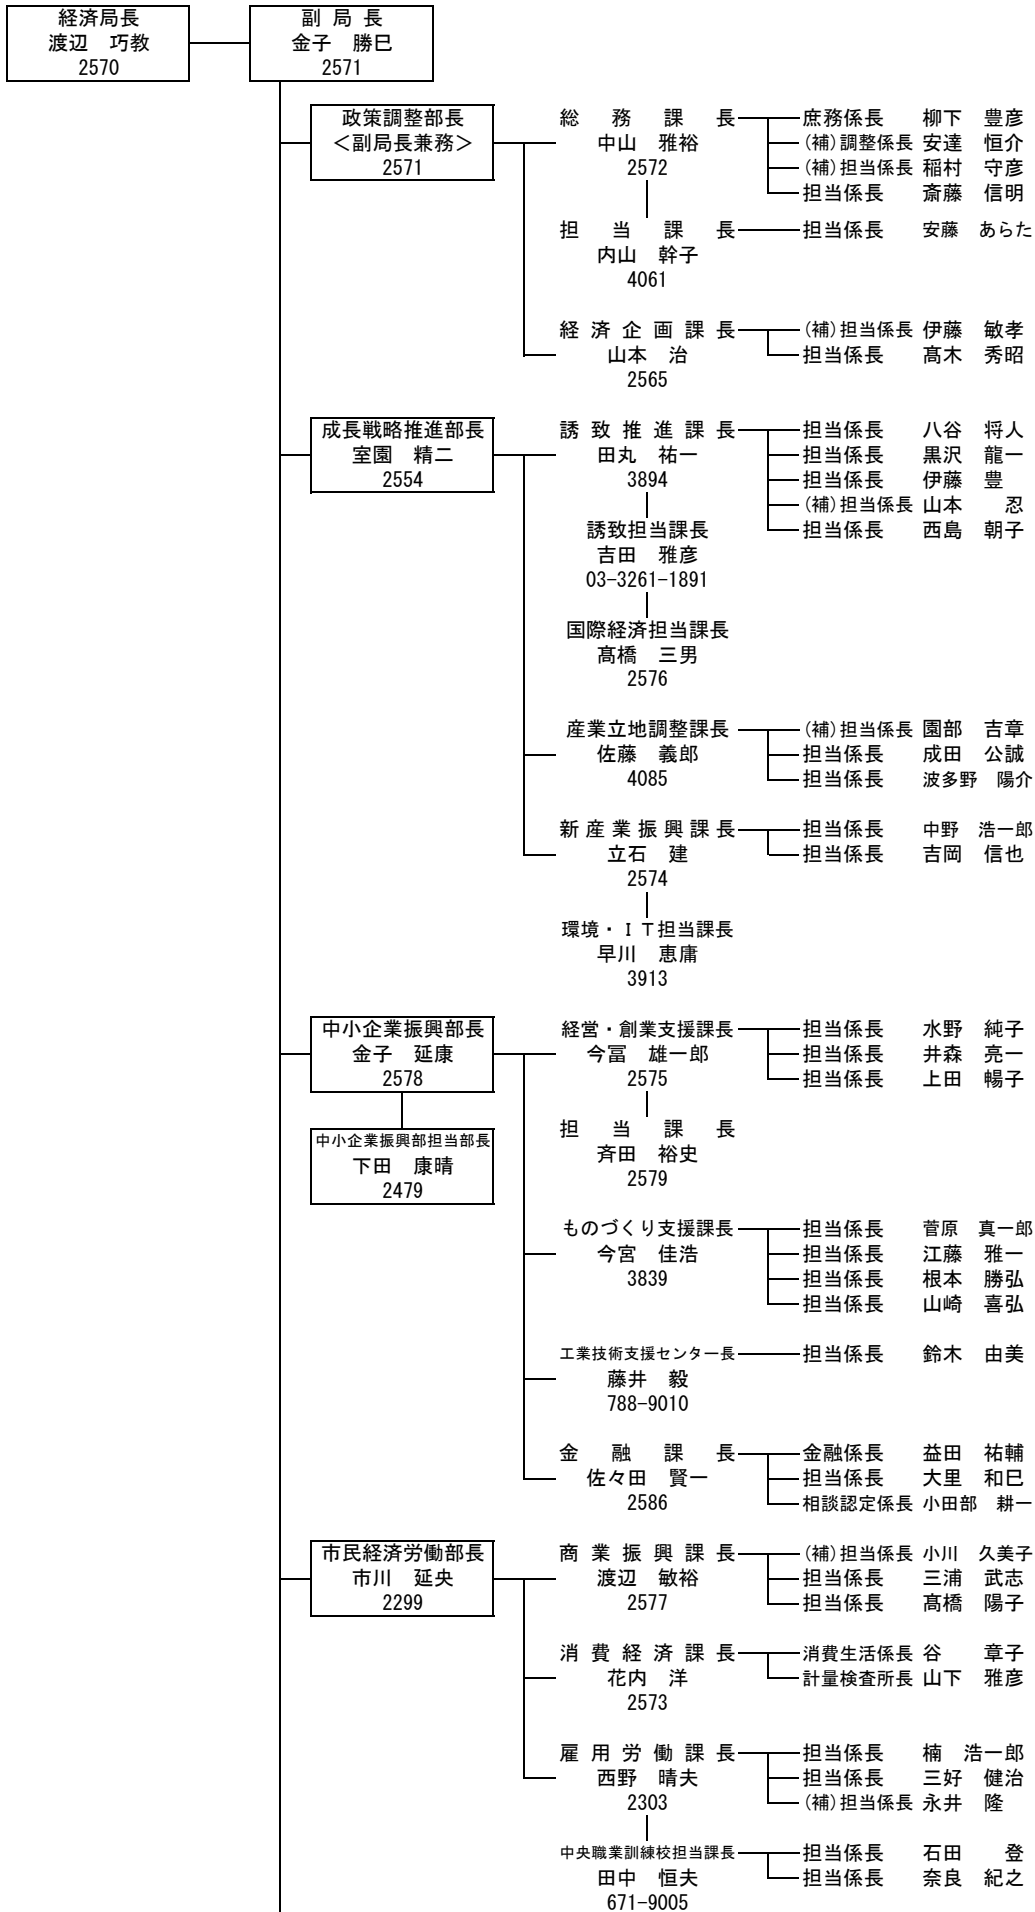 経済局長
渡辺　巧教
2570
副 局 長
金子　勝巳
2571
政策調整部長
＜副局長兼務＞
2571
総務課長
中山　雅裕
2572
庶務係長　柳下　豊彦
(補)調整係長　安達　恒介
(補)担当係長　稲村　守彦
担当係長　斎藤　信明
担当課長
内山　幹子
4061
担当係長　安藤　あらた
経済企画課長
山本　治
2565
(補)担当係長　伊藤　敏孝
担当係長　髙木　秀昭
成長戦略推進部長
室園　精二
2554
誘致推進課長
田丸　祐一
3894
担当係長　八谷　将人
担当係長　黒沢　龍一
担当係長　伊藤　豊
(補)担当係長　山本　忍
担当係長　西島　朝子
誘致担当課長
吉田　雅彦
03-3261-1891
国際経済担当課長
髙橋　三男
2576
産業立地調整課長
佐藤　義郎
4085
(補)担当係長　園部　吉章
担当係長　成田　公誠
担当係長　波多野　陽介
新産業振興課長
立石　建
2574
担当係長　中野　浩一郎
担当係長　吉岡　信也
環境・ＩＴ担当課長
早川　恵庸
3913
中小企業振興部長
金子　延康
2578
中小企業振興部担当部長
下田　康晴
2479
経営・創業支援課長
今冨　雄一郎
2575
担当係長　水野　純子
担当係長　井森　亮一
担当係長　上田　暢子
担当課長
斉田　裕史
2579
ものづくり支援課長
今宮　佳浩
3839
担当係長　菅原　真一郎
担当係長　江藤　雅一
担当係長　根本　勝弘
担当係長　山崎　喜弘
工業技術支援センター長
藤井　毅
788-9010
担当係長　鈴木　由美
金融課長
佐々田　賢一
2586
金融係長　益田　祐輔
担当係長　大里　和巳
相談認定係長　小田部　耕一
市民経済労働部長
市川　延央
2299
商業振興課長
渡辺　敏裕
2577
(補)担当係長　小川　久美子
担当係長　三浦　武志
担当係長　髙橋　陽子
消費経済課長
花内　洋
2573
消費生活係長　谷　章子
計量検査所長　山下　雅彦
雇用労働課長
西野　晴夫
2303
担当係長　楠　浩一郎
担当係長　三好　健治
(補)担当係長　永井　隆
中央職業訓練校担当課長
田中　恒夫
671-9005
担当係長　石田　登
担当係長　奈良　紀之